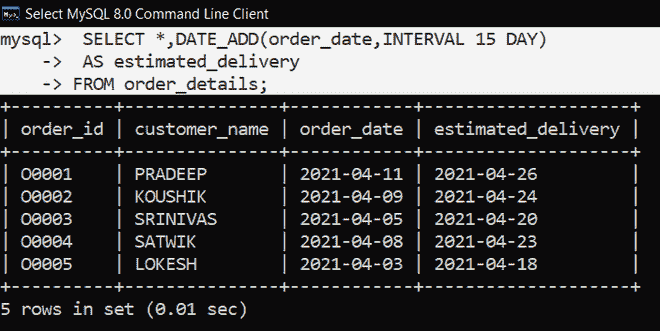 Select MySQL 8.0 Command Line Client
mysql>  SELECT *,DATE_ADD(order_date,INTERVAL 15 DAY)
    ->  AS estimated_delivery
    -> FROM order_details;
+----------+---------------+------------+--------------------+
| order_id | customer_name | order_date | estimated_delivery |
+----------+---------------+------------+--------------------+
| O0001    | PRADEEP       | 2021-04-11 | 2021-04-26         |
| O0002    | KOUSHIK       | 2021-04-09 | 2021-04-24         |
| O0003    | SRINIVAS      | 2021-04-05 | 2021-04-20         |
| O0004    | SATWIK        | 2021-04-08 | 2021-04-23         |
| O0005    | LOKESH        | 2021-04-03 | 2021-04-18         |
+----------+---------------+------------+--------------------+
5 rows in set (0.01 sec)